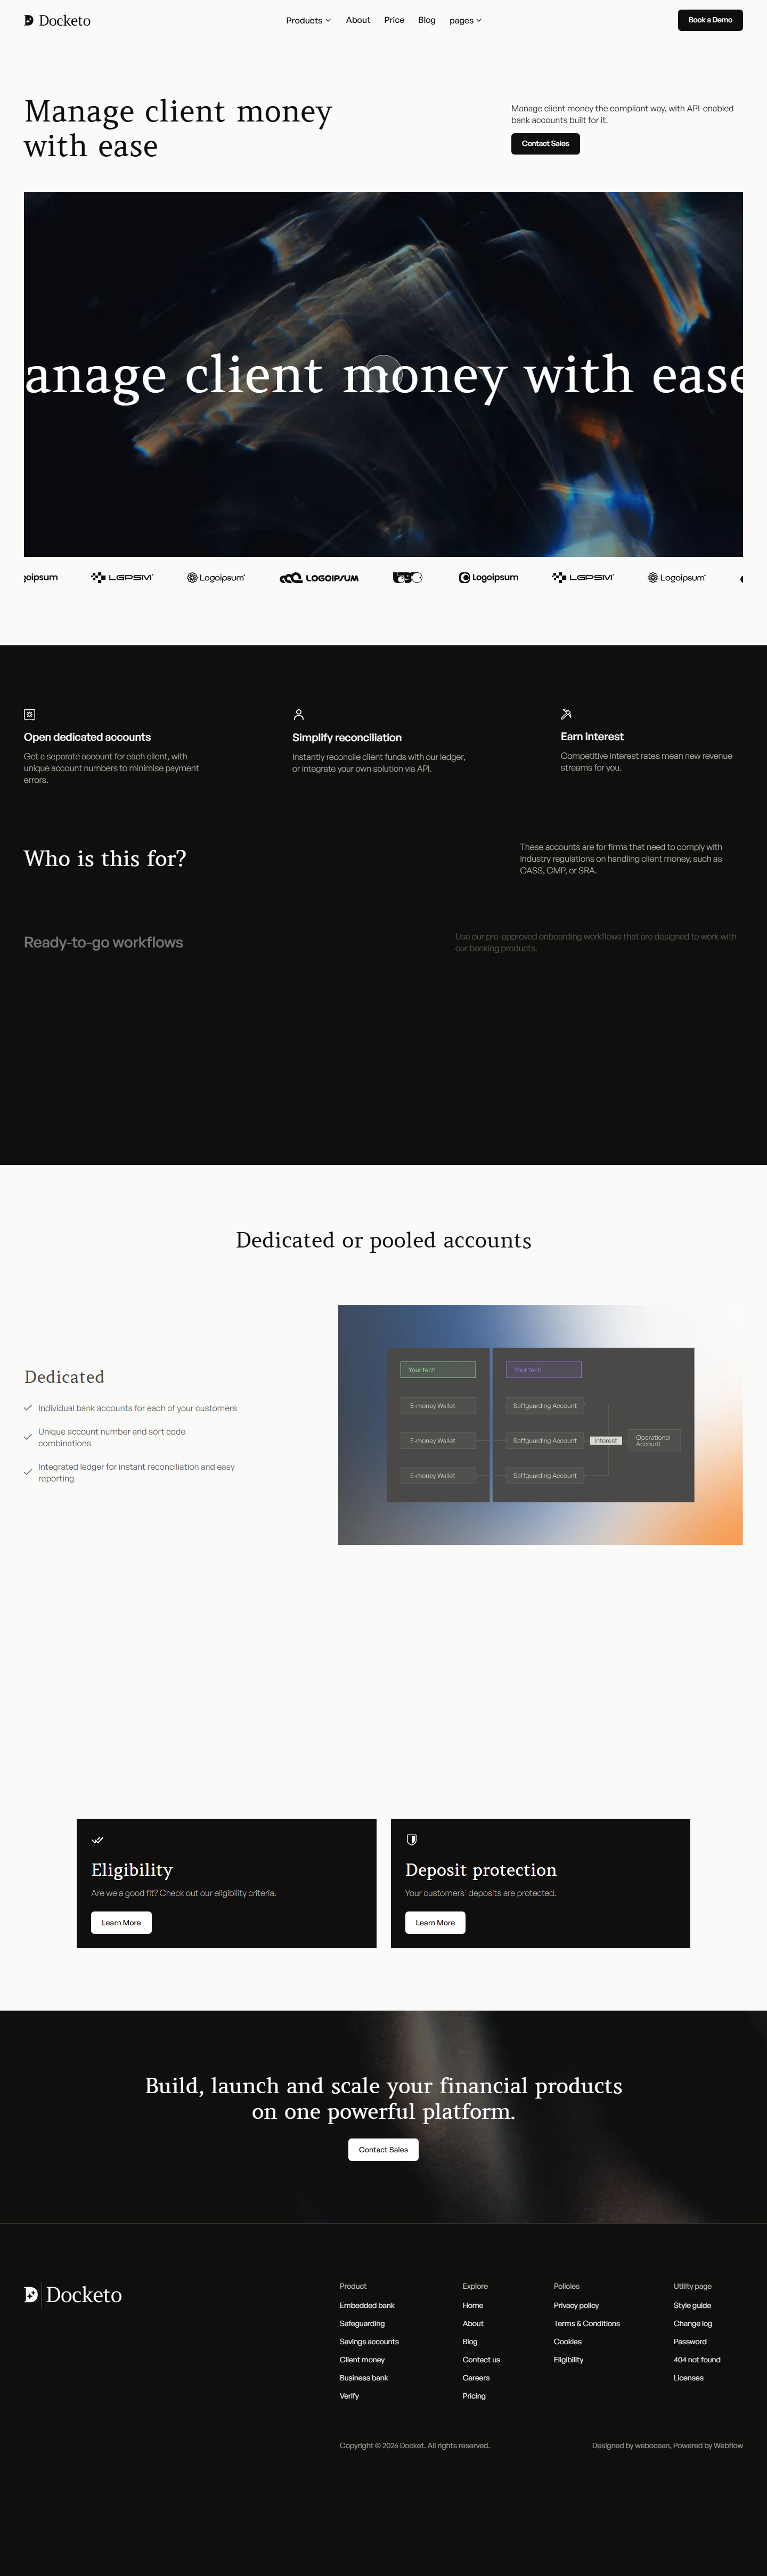 Docketo
Products
About
Price
Blog
pages
Book a Demo
Manage client money
with ease
Manage client money the compliant way, with API-enabled
bank accounts built for it.
Contact Sales
anage client money with ease
goipsum
LGPSM
Logoipsum
LOGOIPSUM
Logoipsum
LGPSM
Logoipsum
Open dedicated accounts
Get a separate account for each client, with
unique account numbers to minimise payment
errors.
Simplify reconciliation
Instantly reconcile client funds with our ledger,
or integrate your own solution via API.
Earn interest
Competitive interest rates mean new revenue
streams for you.
Who is this for?
These accounts are for firms that need to comply with
industry regulations on handling client money, such as
CASS, CMP, or SRA.
Ready-to-go workflows
Use our pre-approved onboarding workflows that are designed to work with
our banking products.
Dedicated or pooled accounts
Dedicated
Individual bank accounts for each of your customers
Unique account number and sort code
combinations
Integrated ledger for instant reconciliation and easy
reporting
Your tech
Your tech
E-money Wallet
Saffguarding Account
E-money Wallet
Saffguarding Account
Interest
Operational
Account
E-money Wallet
Saffguarding Account
Eligibility
Are we a good fit? Check out our eligibility criteria.
Learn More
Deposit protection
Your customers' deposits are protected.
Learn More
Build, launch and scale your financial products
on one powerful platform.
Contact Sales
Docketo
Product
Embedded bank
Safeguarding
Savings accounts
Client money
Business bank
Verify
Explore
Home
About
Blog
Contact us
Careers
Pricing
Policies
Privacy policy
Terms & Conditions
Cookies
Eligibility
Utility page
Style guide
Change log
Password
404 not found
Licenses
Copyright © 2026 Docket. All rights reserved.
Designed by webocean, Powered by Webflow